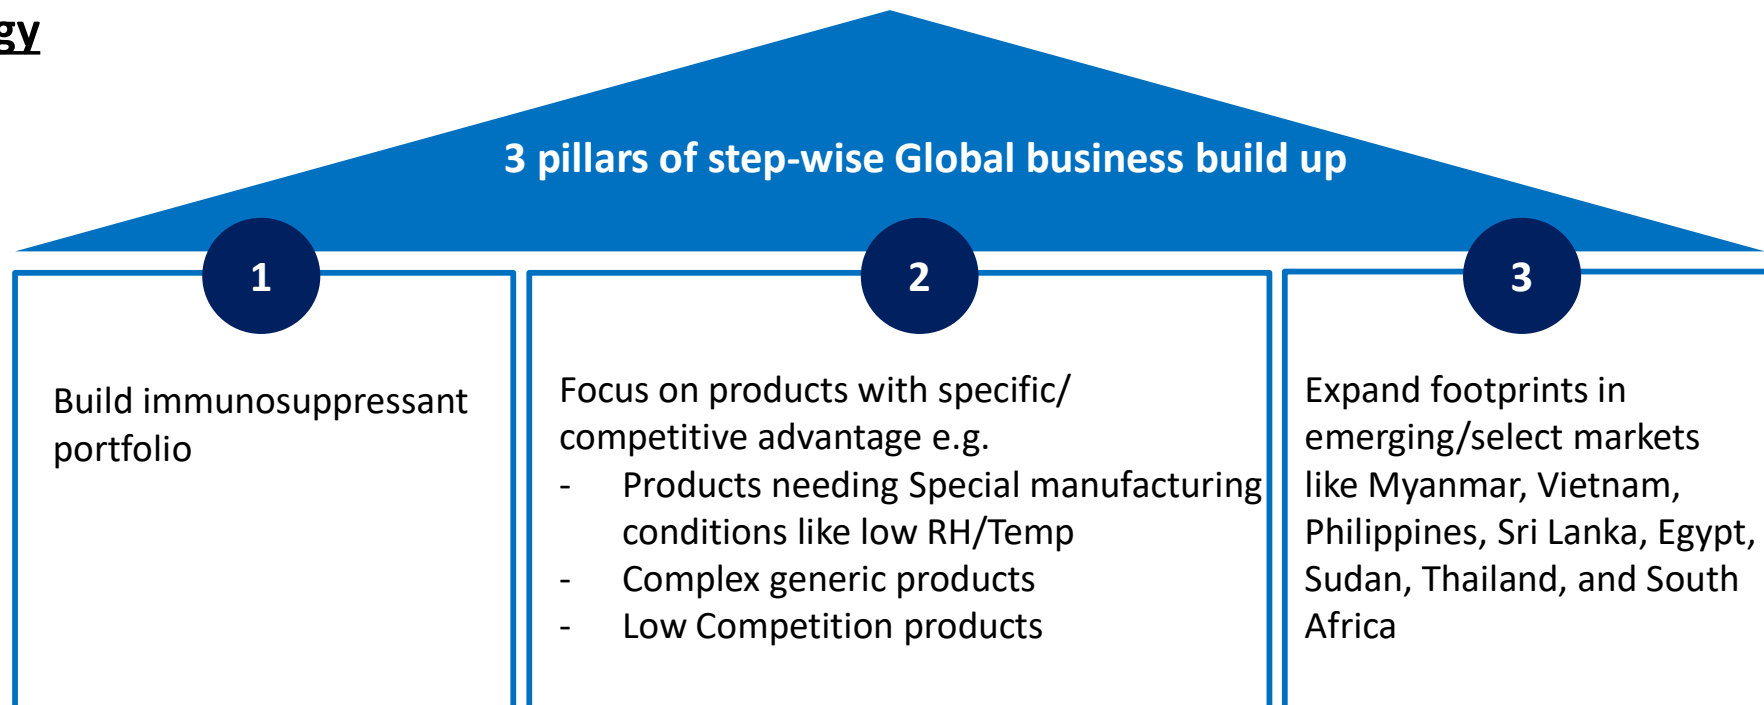 gy
3 pillars of step-wise Global business build up
1
Build immunosuppressant
portfolio
2
Focus on products with specific/
competitive advantage e.g.
- Products needing Special manufacturing
conditions like low RH/Temp
- Complex generic products
- Low Competition products
3
Expand footprints in
emerging/select markets
like Myanmar, Vietnam,
Philippines, Sri Lanka, Egypt,
Sudan, Thailand, and South
Africa